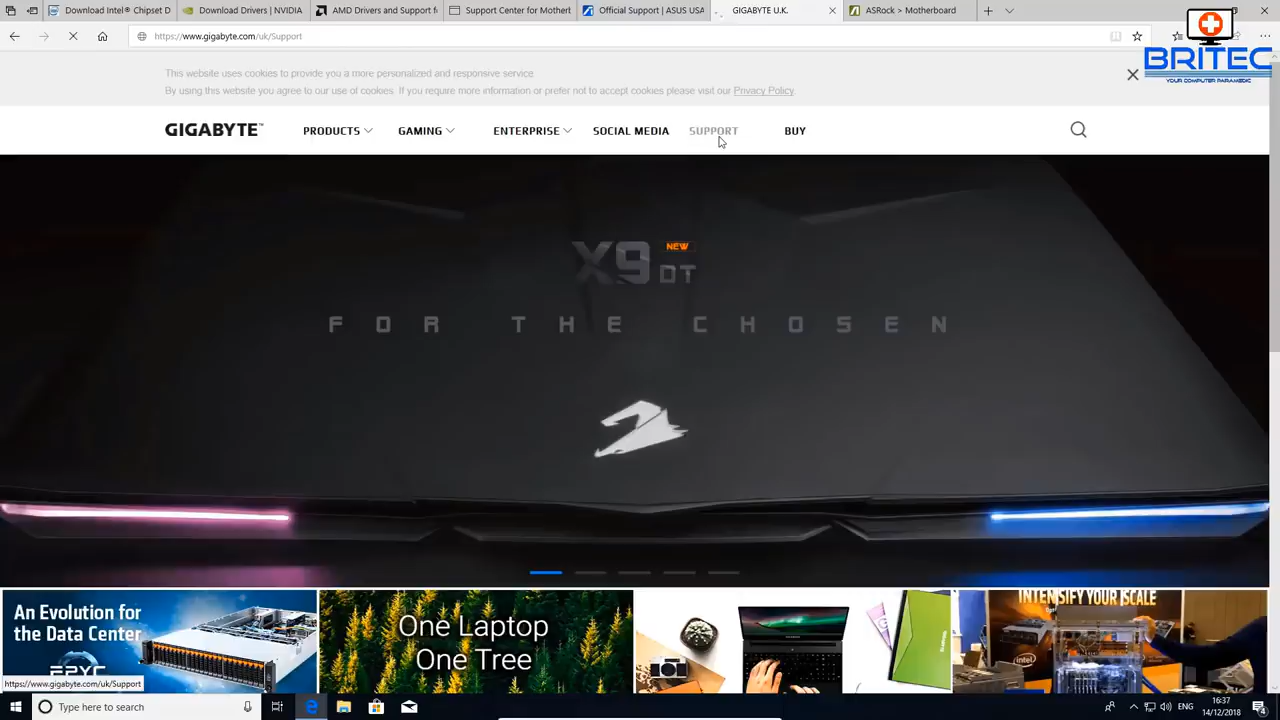 Download Intel® Chipset D
Download Drivers | NVIDIA
AMD Drivers and Support f
Support Center for Motherb
Official Support | ASUS USA
GIGABYTE U.K.
ASRock > Motherboard
https://www.gigabyte.com/uk/Support
BRITEC
YOUR COMPUTER PARAMEDIC
This website uses cookies to provide you a more personalized and responsive service.
By using this website you agree to our use of cookies. If you require more information or prefer not to accept cookies please visit our Privacy Policy.
GIGABYTE™
PRODUCTS
GAMING
ENTERPRISE
SOCIAL MEDIA
SUPPORT
BUY
X9 DT
NEW
FOR THE CHOSEN
An Evolution for
the Data Center
EPYC
One Laptop
One Tree
INTENSIFY YOUR SCALE
(intel)
https://www.gigabyte.com/uk/Support
Type here to search
ENG
16:37
14/12/2018
4